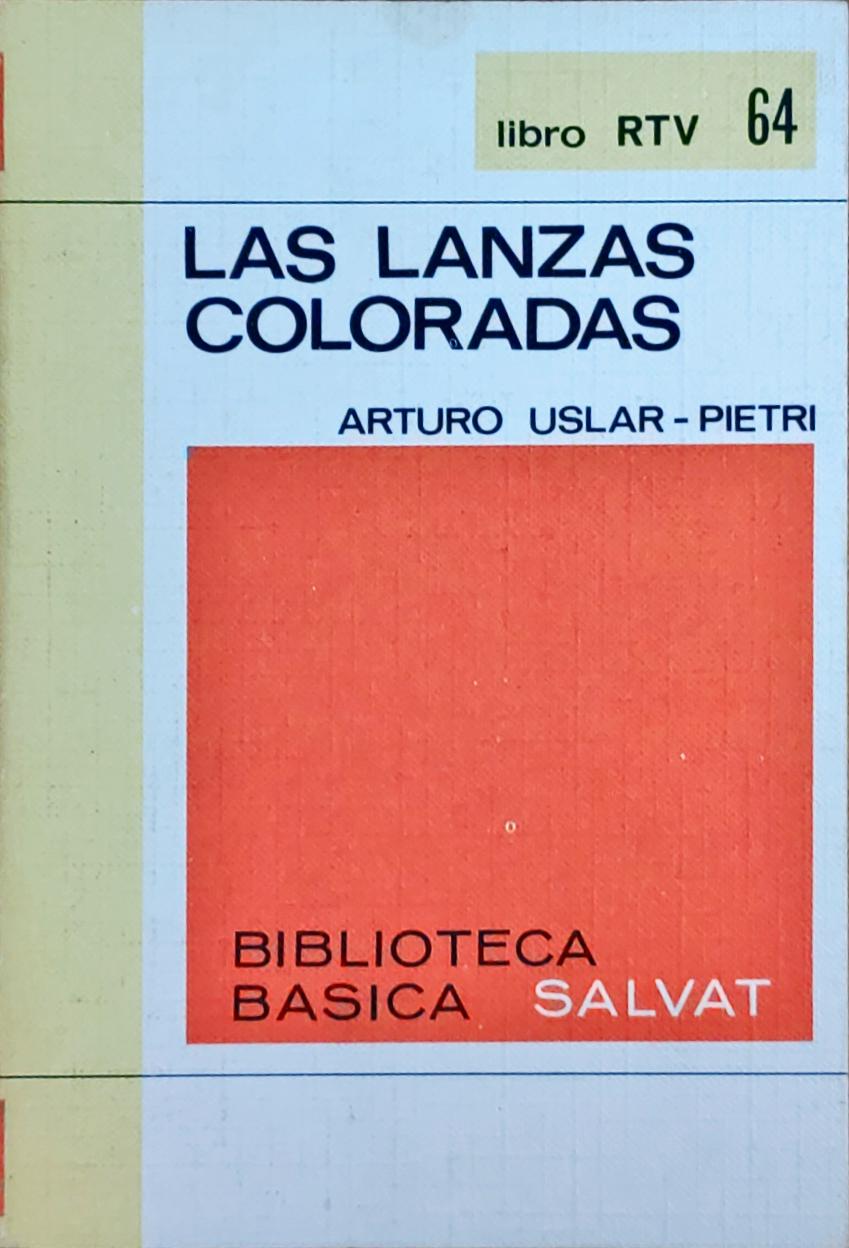 libro RTV 64
LAS LANZAS
COLORADAS
ARTURO USLAR-PIETRI
BIBLIOTECA
BASICA SALVAT